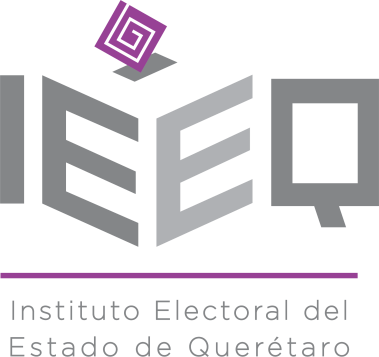 IEEQ
Instituto Electoral del
Estado de Querétaro